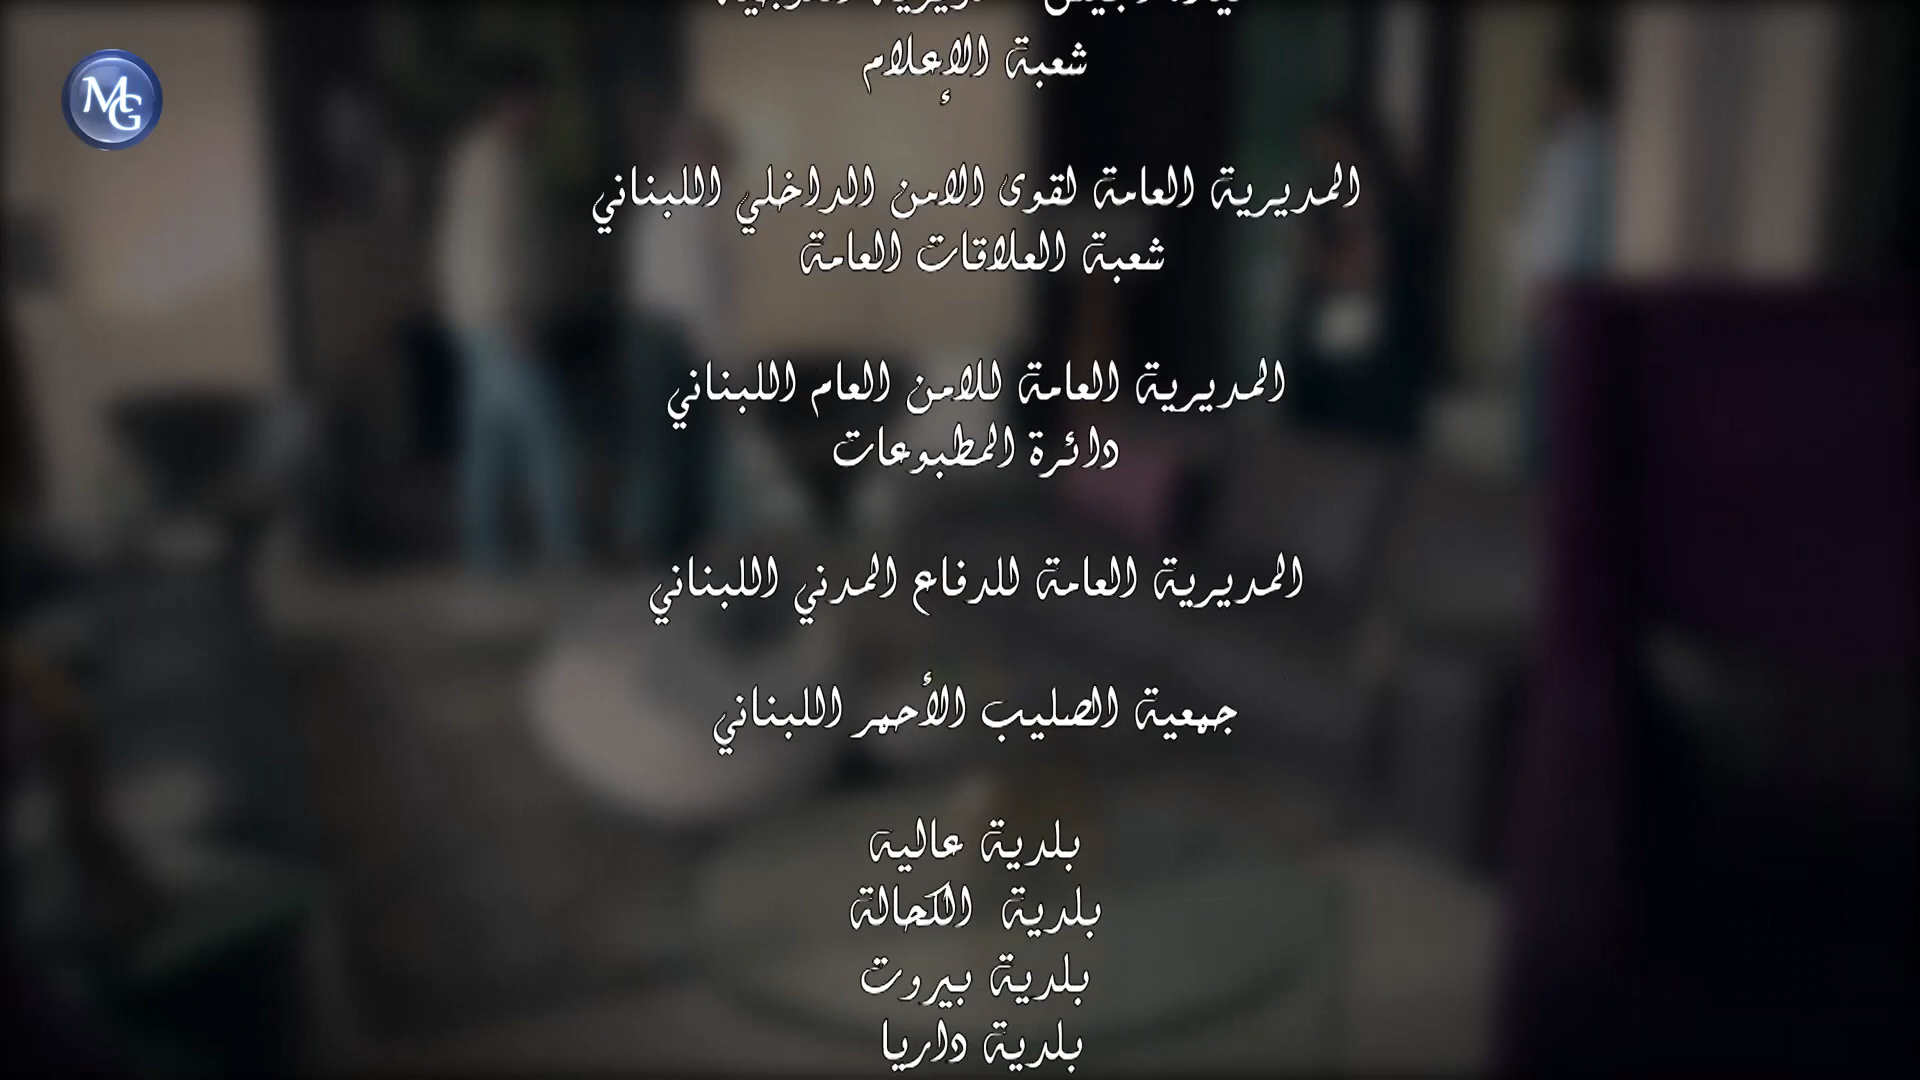 شعبة الإعلام
المديرية العامة لقوى الامن الداخلي اللبناني
شعبة العلاقات العامة
المديرية العامة للامن العام اللبناني
دائرة المطبوعات
المديرية العامة للدفاع المدني اللبناني
جمعية الصليب الأحمر اللبناني
بلدية عالية
بلدية الكحالة
بلدية بيروت
بلدية داريا
MG